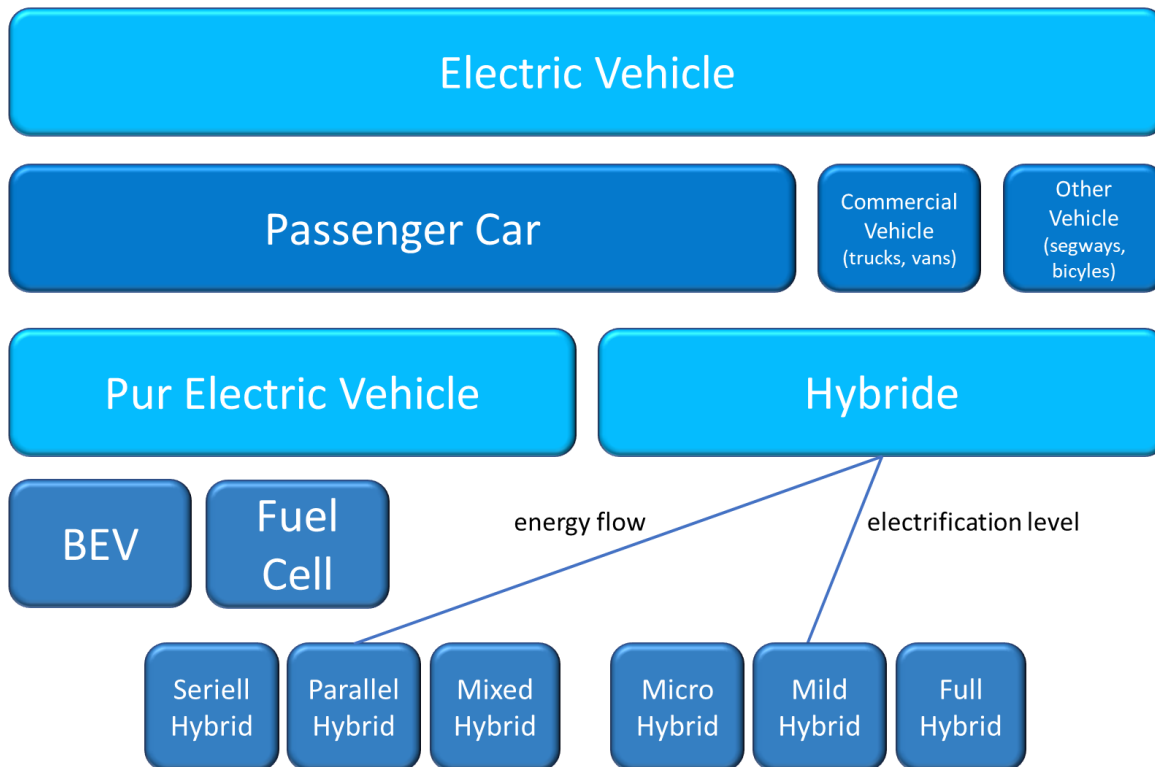 Electric Vehicle
Passenger Car
Commercial
Vehicle
(trucks, vans)
Other
Vehicle
(segways,
bicyles)
Pur Electric Vehicle
Hybride
BEV
Fuel
Cell
energy flow
electrification level
Seriell
Hybrid
Parallel
Hybrid
Mixed
Hybrid
Micro
Hybrid
Mild
Hybrid
Full
Hybrid